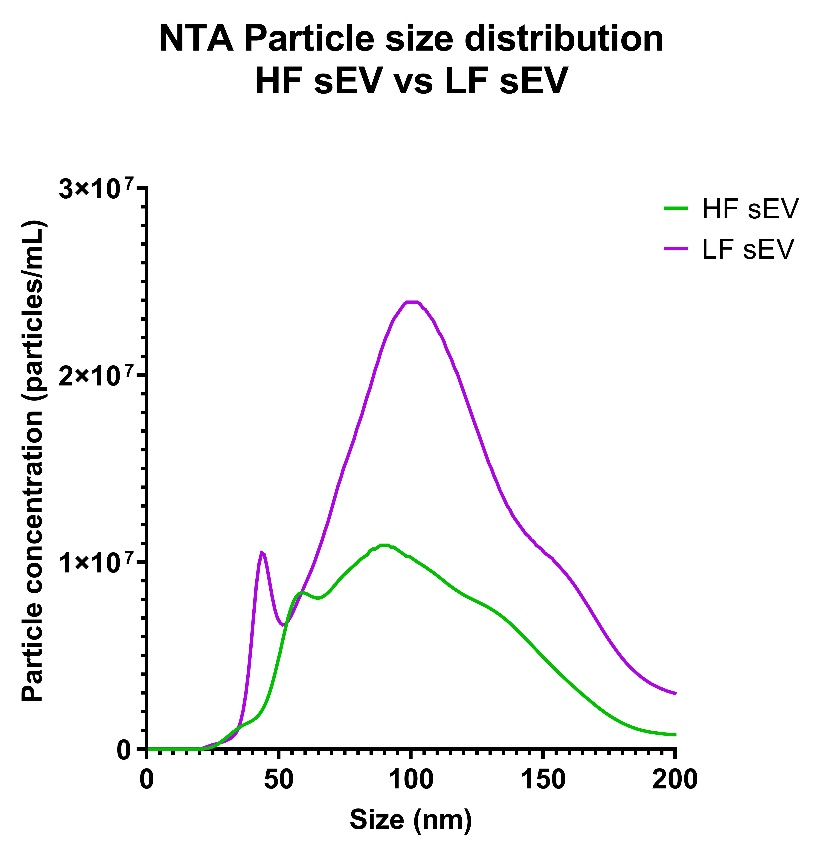 NTA Particle size distribution
HF sEV vs LF sEV
HF sEV
LF sEV
Particle concentration (particles/mL)
3×10⁷
2×10⁷
1×10⁷
0
0 50 100 150 200
Size (nm)